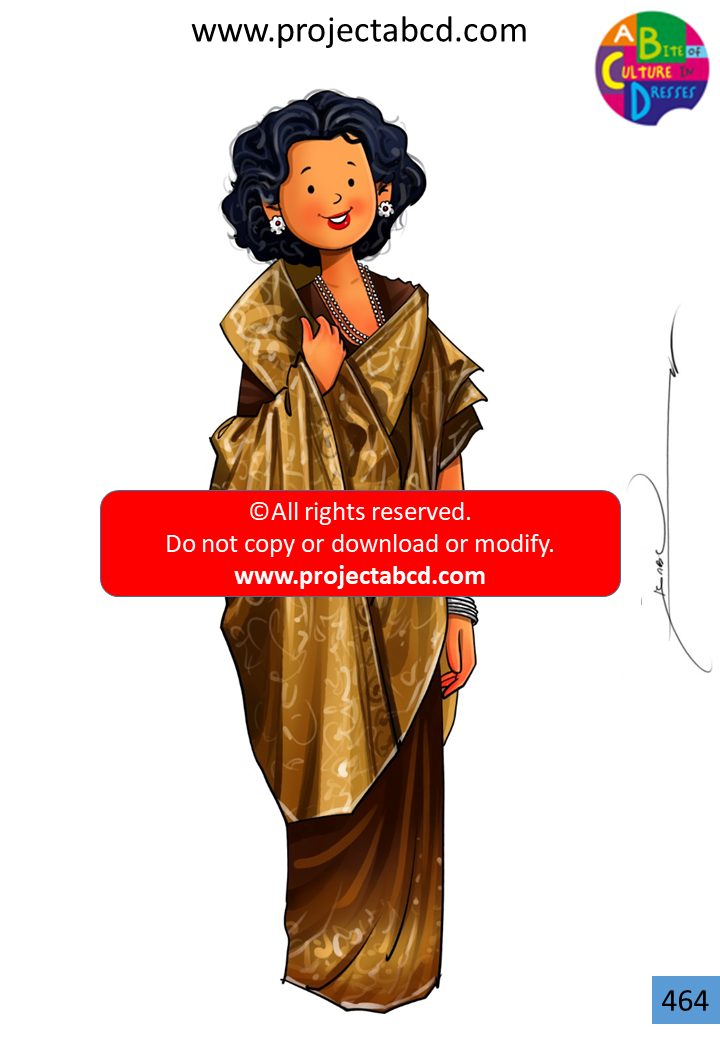 www.projectabcd.com
A BITE OF
CULTURE IN
DRESSES
©All rights reserved.
Do not copy or download or modify.
www.projectabcd.com
464